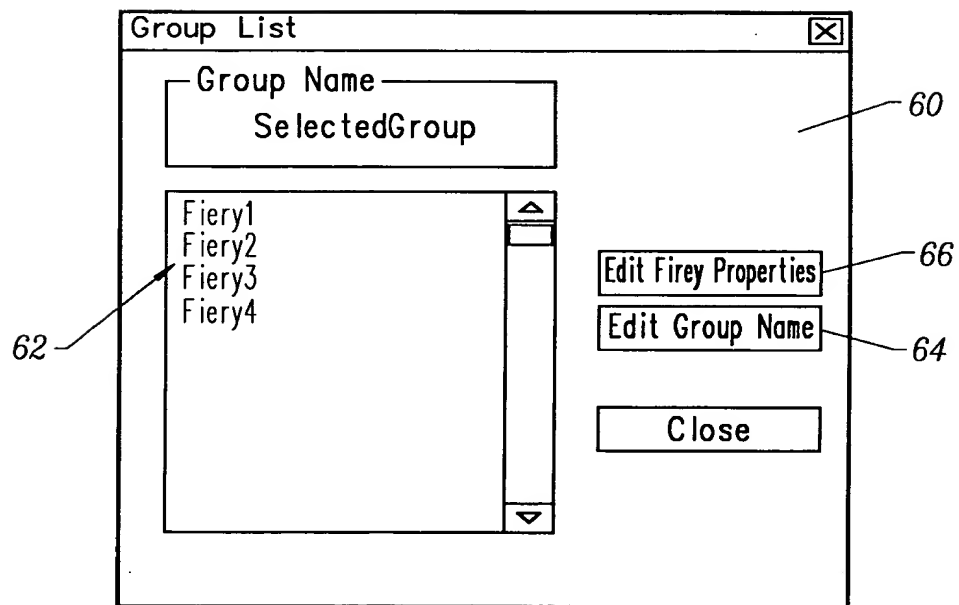 Group List
Group Name
SelectedGroup
60
Fiery1
Fiery2
Fiery3
Fiery4
62
Edit Firey Properties
66
Edit Group Name
64
Close